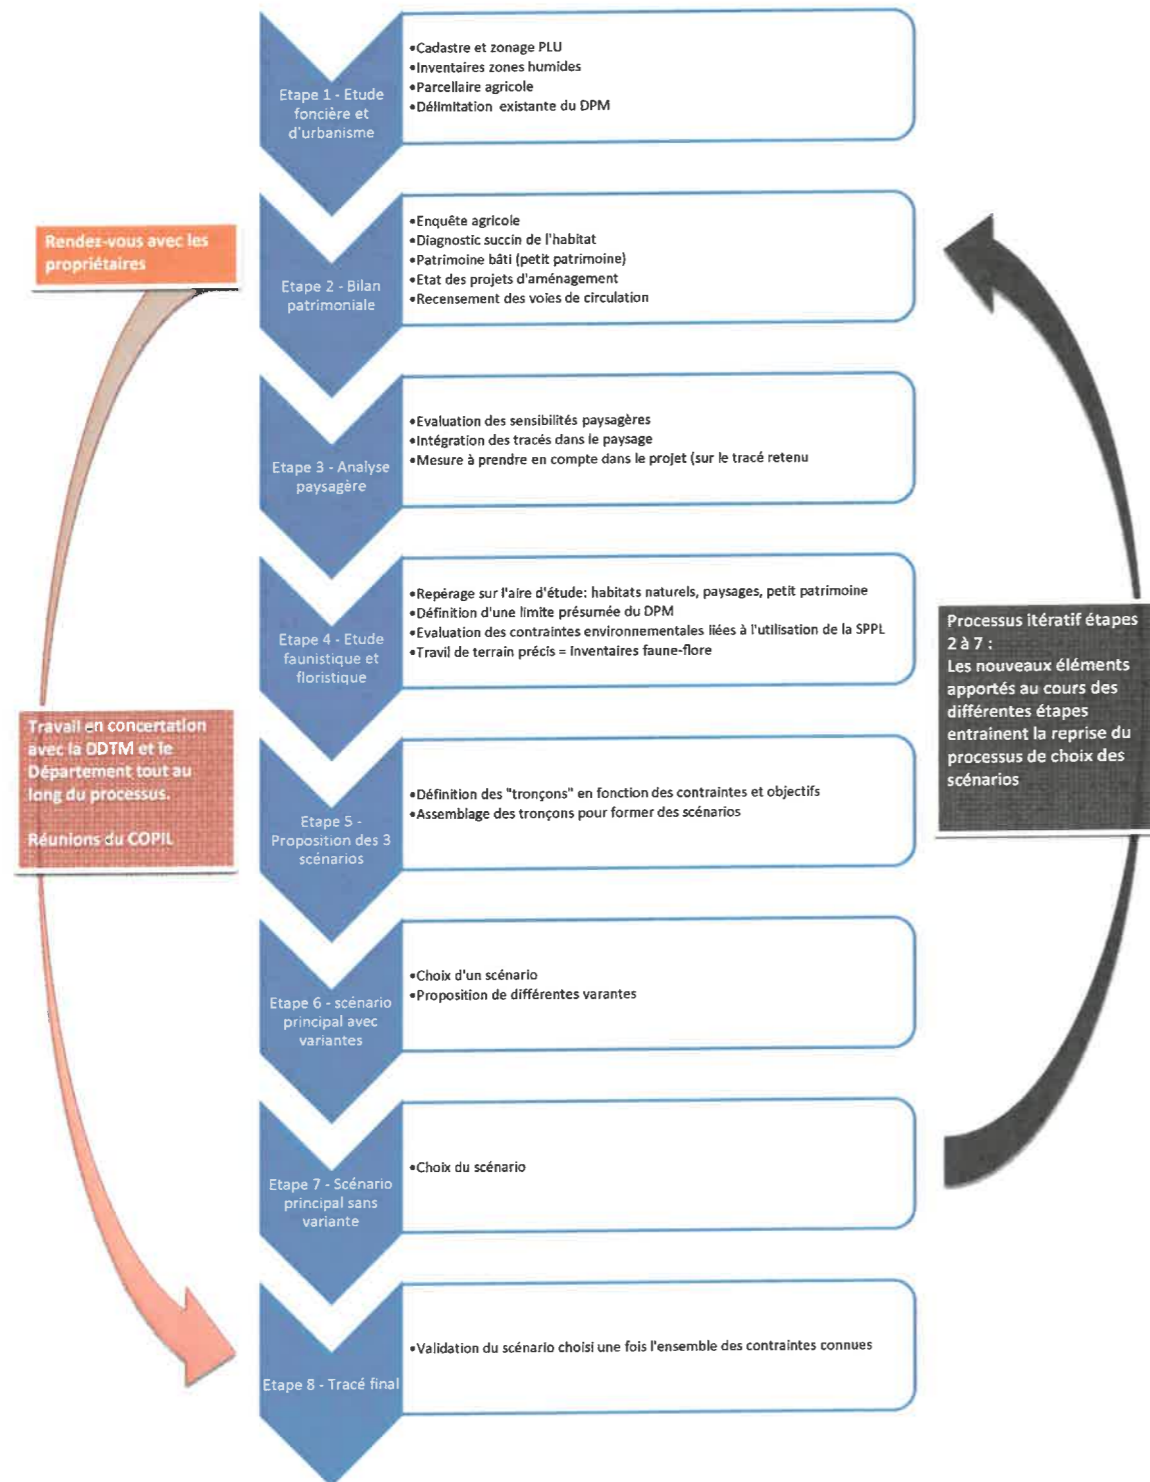 Etape 1 - Etude
foncière et
d'urbanisme
•Cadastre et zonage PLU
•Inventaires zones humides
•Parcellaire agricole
•Délimitation existante du DPM
Rendez-vous avec les
propriétaires
Etape 2 - Bilan
patrimoniale
•Enquête agricole
•Diagnostic succin de l'habitat
•Patrimoine bâti (petit patrimoine)
•Etat des projets d'aménagement
•Recensement des voies de circulation
Etape 3 - Analyse
paysagère
•Evaluation des sensibilités paysagères
•Intégration des tracés dans le paysage
•Mesure à prendre en compte dans le projet (sur le tracé retenu
Etape 4 - Etude
faunistique et
floristique
•Repérage sur l'aire d'étude: habitats naturels, paysages, petit patrimoine
•Définition d'une limite présumée du DPM
•Evaluation des contraintes environnementales liées à l'utilisation de la SPPL
•Travil de terrain précis = inventaires faune-flore
Processus itératif étapes
2 à 7 :
Les nouveaux éléments
apportés au cours des
différentes étapes
entraînent la reprise du
processus de choix des
scénarios
Travail en concertation
avec la DDTM et le
Département tout au
long du processus.
Réunions du COPIL
Etape 5 -
Proposition des 3
scénarios
•Définition des "tronçons" en fonction des contraintes et objectifs
•Assemblage des tronçons pour former des scénarios
Etape 6 - scénario
principal avec
variantes
•Choix d'un scénario
•Proposition de différentes varantes
Etape 7 - Scénario
principal sans
variante
•Choix du scénario
Etape 8 - Tracé final
•Validation du scénario choisi une fois l'ensemble des contraintes connues